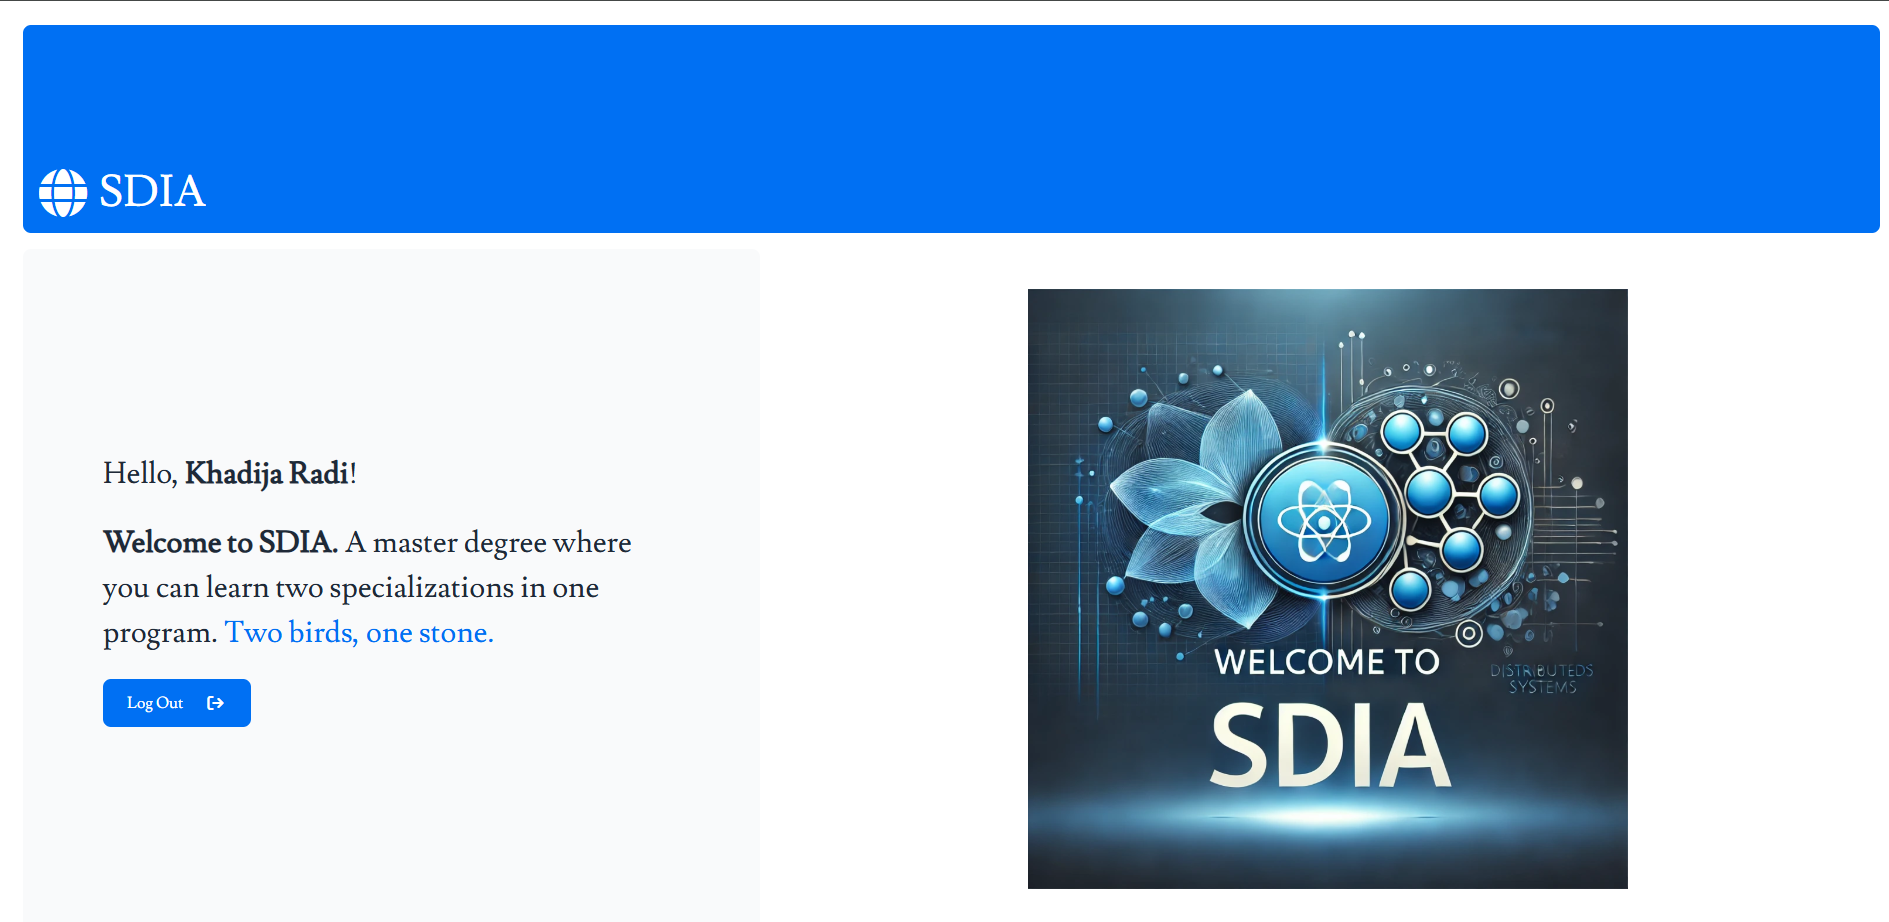 SDIA
Hello, Khadija Radi!
Welcome to SDIA. A master degree where
you can learn two specializations in one
program. Two birds, one stone.
Log Out
WELCOME TO
SDIA
DISTRIBUTEDS
SYSTEMS